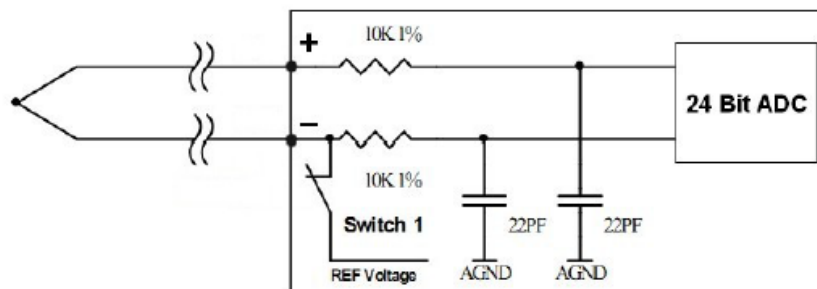 +
10K 1%
24 Bit ADC
−
10K 1%
Switch 1
22PF
22PF
REF Voltage
AGND
AGND